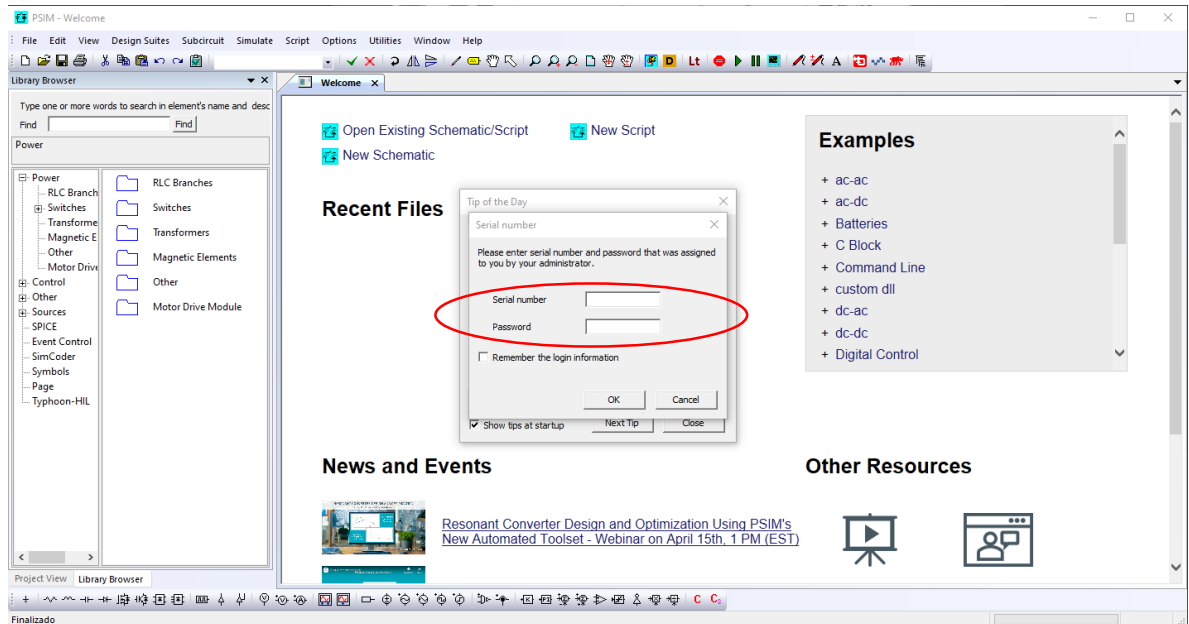 PSIM - Welcome
File Edit View Design Suites Subcircuit Simulate Script Options Utilities Window Help
Library Browser
Welcome
Type one or more words to search in element's name and desc
Find
Find
Power
Power
RLC Branch
Switches
Transforme
Magnetic E
Other
Motor Drive
Control
Other
Sources
SPICE
Event Control
SimCoder
Symbols
Page
Typhoon-HIL
RLC Branches
Switches
Transformers
Magnetic Elements
Other
Motor Drive Module
Project View Library Browser
Open Existing Schematic/Script
New Script
New Schematic
Recent Files
Tip of the Day
Serial number
Please enter serial number and password that was assigned
to you by your administrator.
Serial number
Password
Remember the login information
OK Cancel
Show tips at startup Next Tip Close
Examples
+ ac-ac
+ ac-dc
+ Batteries
+ C Block
+ Command Line
+ custom dll
+ dc-ac
+ dc-dc
+ Digital Control
News and Events
Resonant Converter Design and Optimization Using PSIM's
New Automated Toolset - Webinar on April 15th, 1 PM (EST)
Other Resources
Finalizado